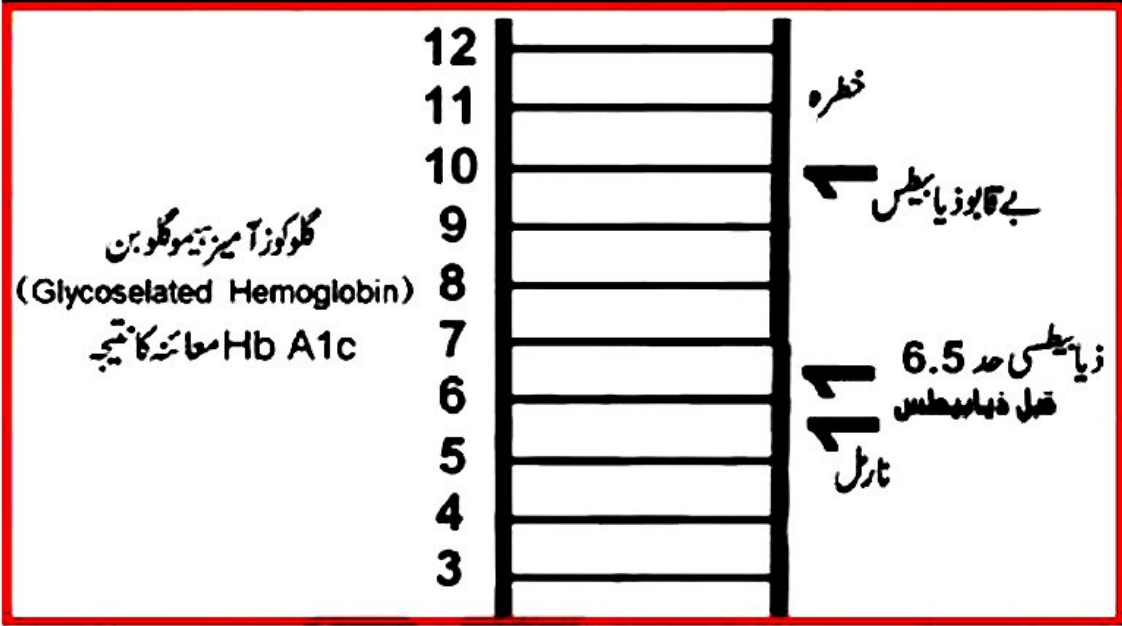 12
11
خطرہ
10
بے قابو ذیابیطس
9
گلوکوز آمیز ہیموگلوبن
(Glycoselated Hemoglobin)
8
Hb A1c معائنہ کا نتیجہ
7
ذیابیطسی حد 6.5
6
قبل ذیابیطس
5
نارمل
4
3